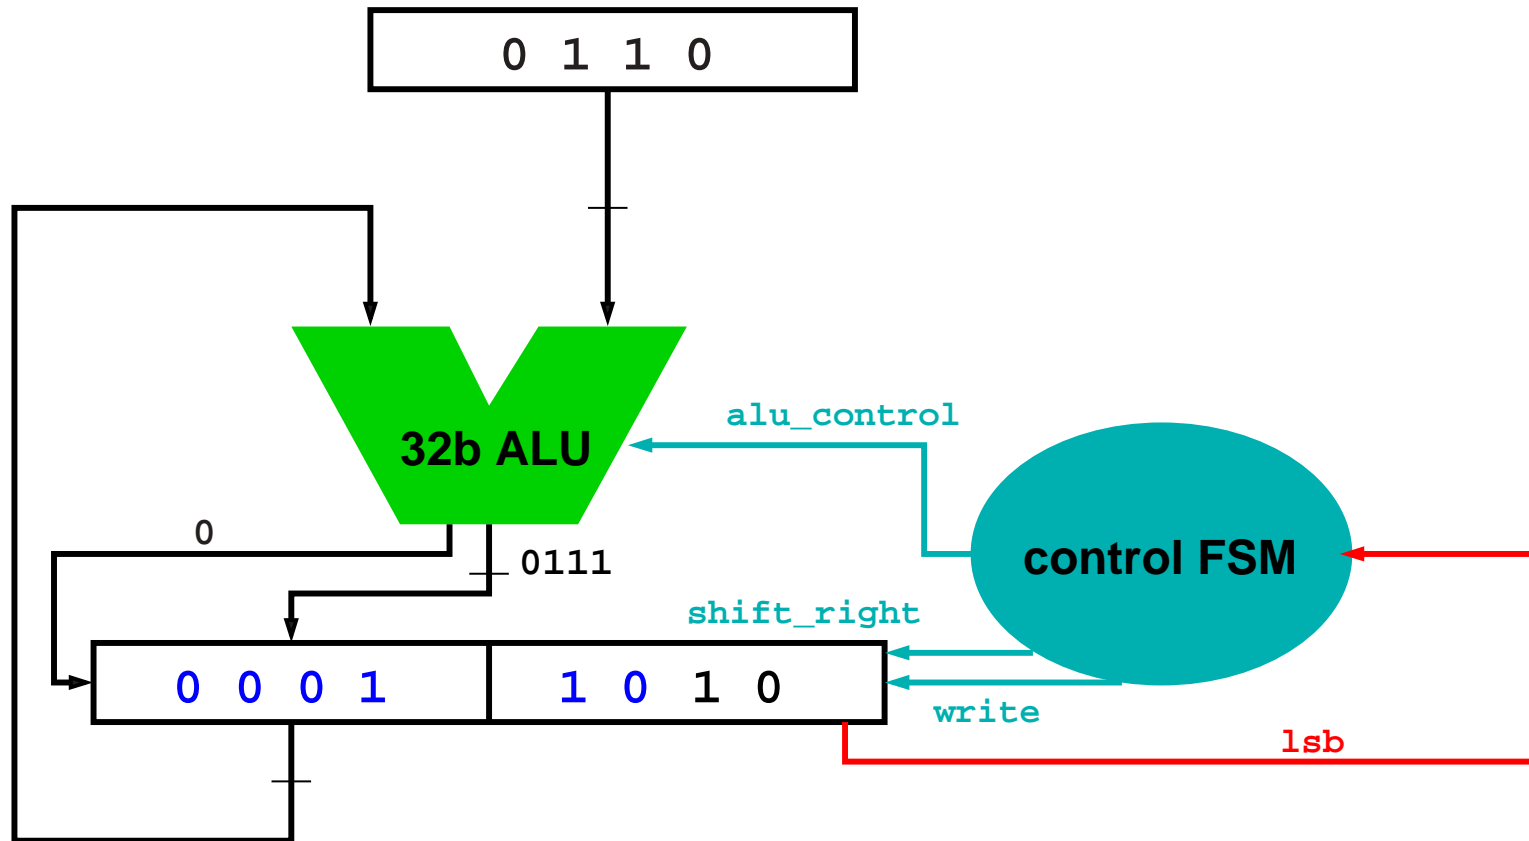 0 1 1 0
alu_control
32b ALU
0
0111
control FSM
shift_right
0 0 0 1 1 0 1 0
write
lsb